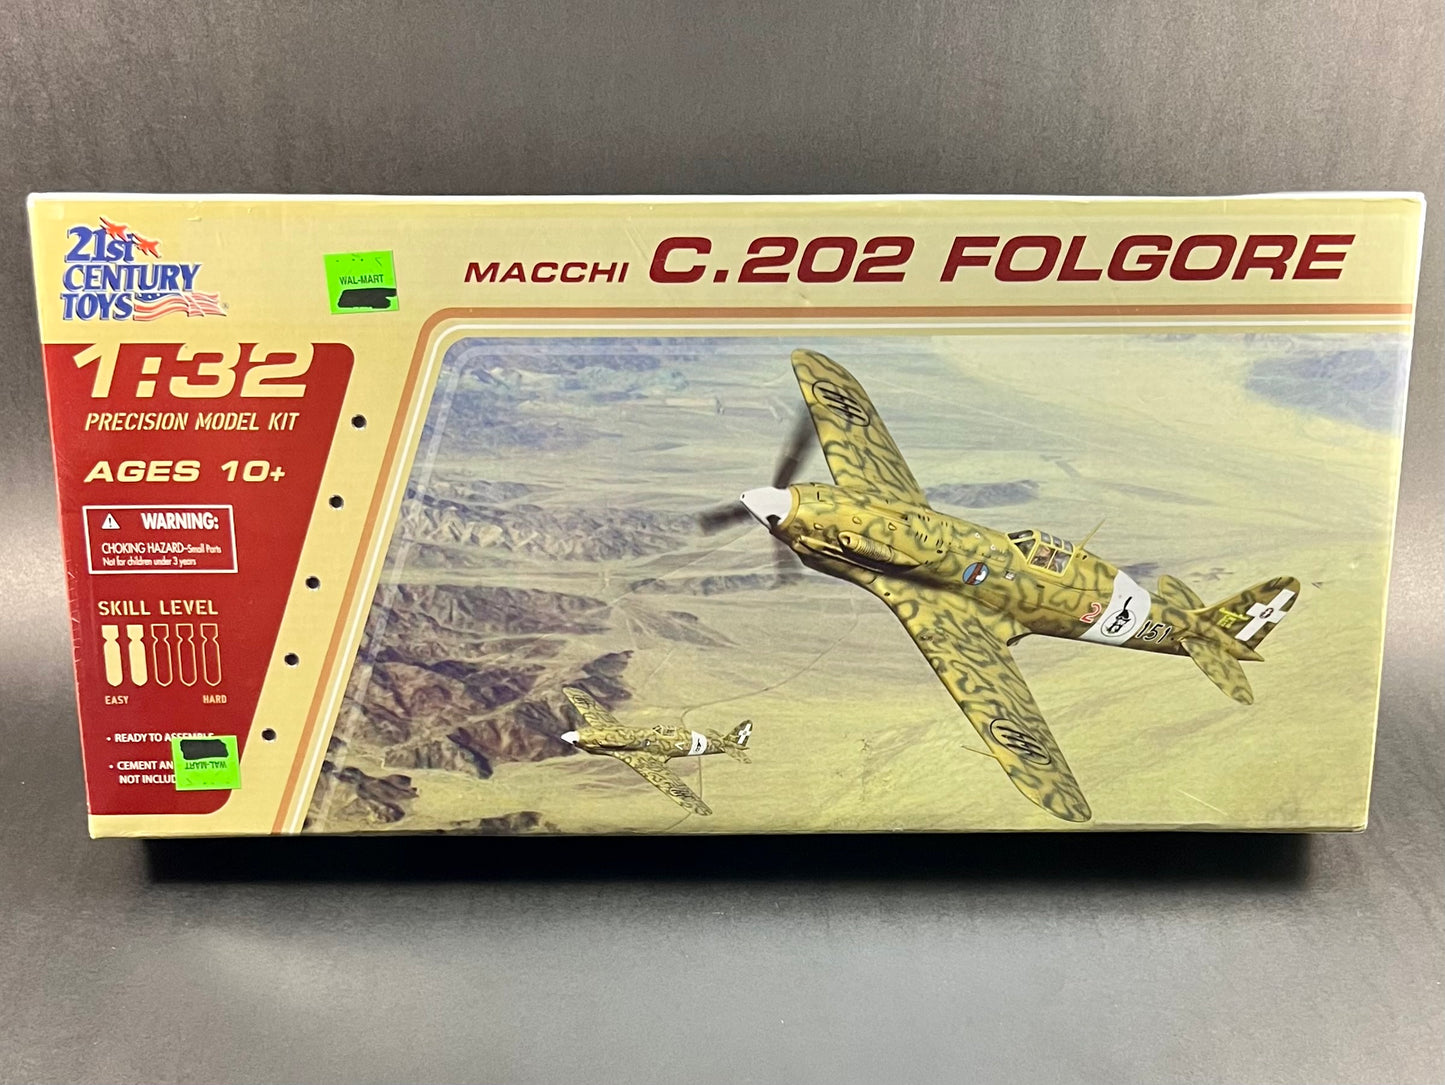 21st
CENTURY
TOYS
WAL-MART
MACCHI C.202 FOLGORE
1:32
PRECISION MODEL KIT
AGES 10+
WARNING:
CHOKING HAZARD-Small Parts
Not for children under 3 years
SKILL LEVEL
EASY HARD
• READY TO ASSEMBLE
• CEMENT AN
NOT INCLU
WAL-MART
2
151